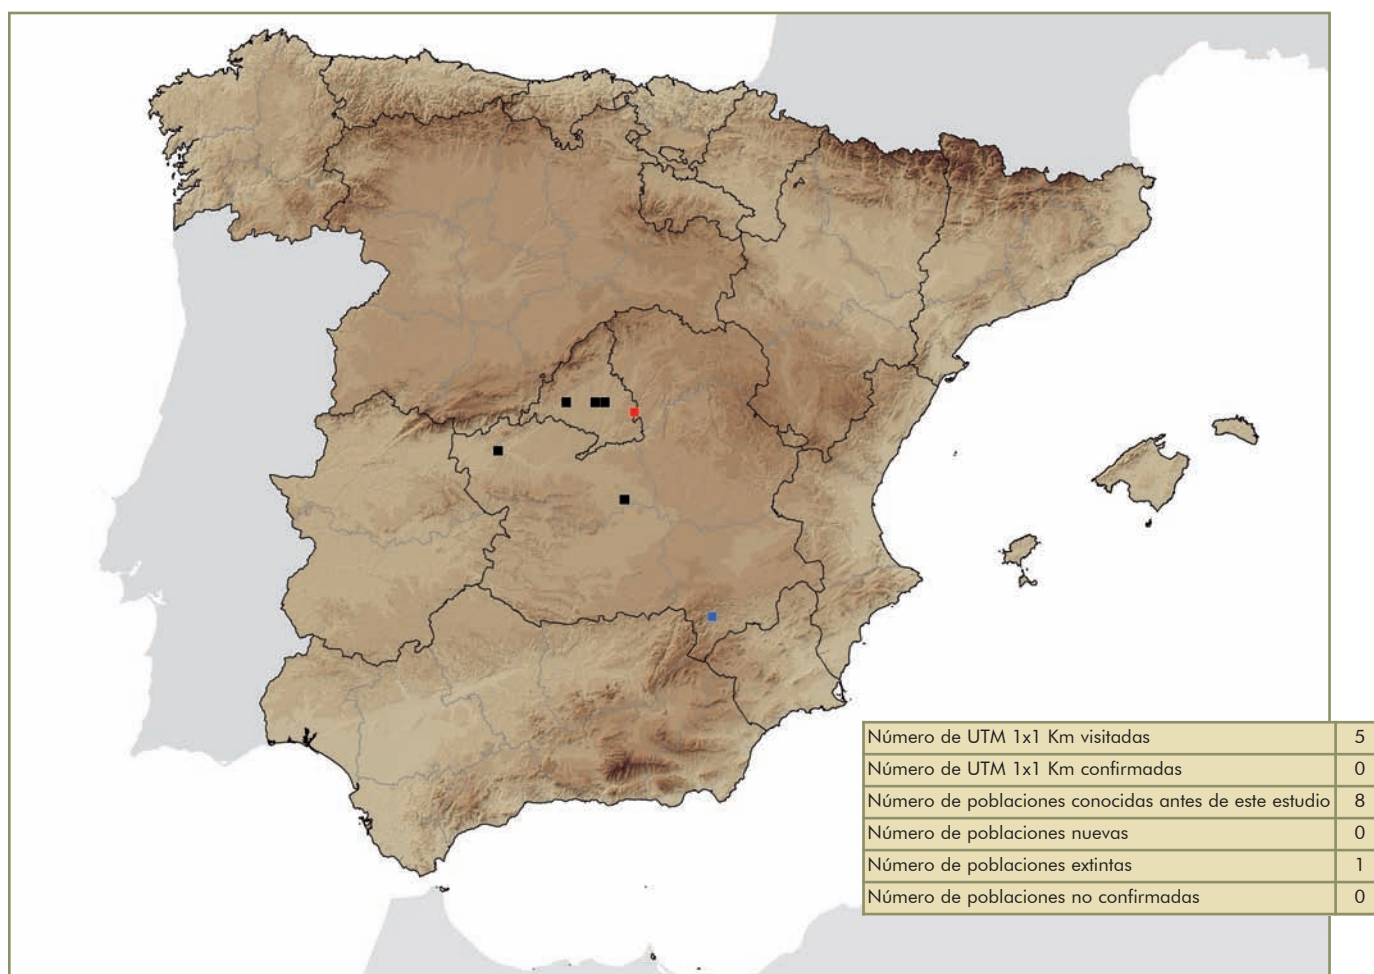 Número de UTM 1x1 Km visitadas 5
Número de UTM 1x1 Km confirmadas 0
Número de poblaciones conocidas antes de este estudio 8
Número de poblaciones nuevas 0
Número de poblaciones extintas 1
Número de poblaciones no confirmadas 0